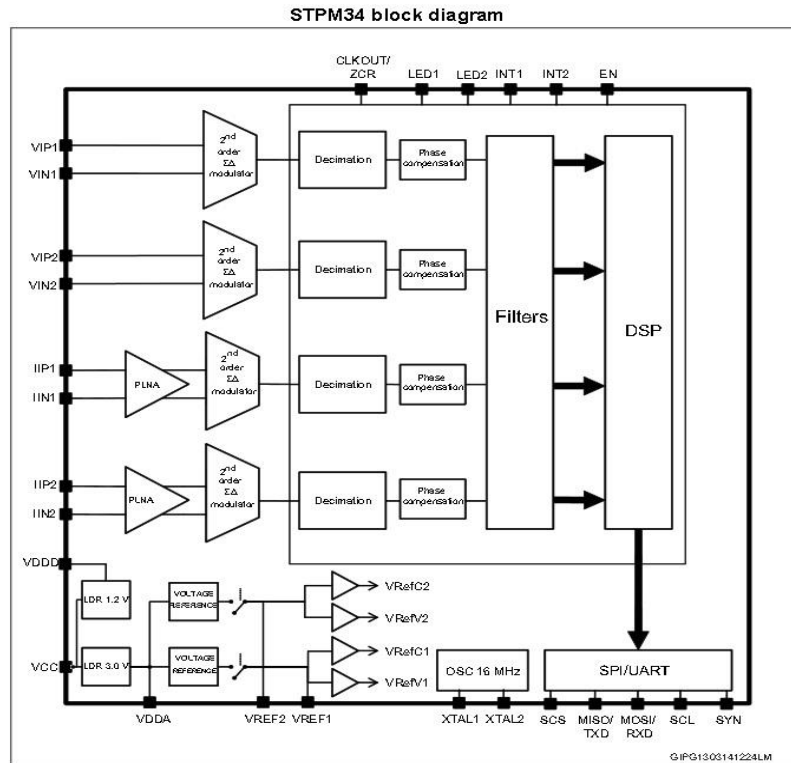 STPM34 block diagram
CLKOUT/
ZCR
LED1
LED2
INT1
INT2
EN
VIP1
VIN1
2nd
order
ΣΔ
modulator
Decimation
Phase
compensation
VIP2
VIN2
2nd
order
ΣΔ
modulator
Decimation
Phase
compensation
Filters
DSP
IIP1
IIN1
PLNA
2nd
order
ΣΔ
modulator
Decimation
Phase
compensation
IIP2
IIN2
PLNA
2nd
order
ΣΔ
modulator
Decimation
Phase
compensation
VDDD
LDR 1.2 V
VOLTAGE
REFERENCE
VRefC2
VRefV2
VCC
LDR 3.0 V
VOLTAGE
REFERENCE
VRefC1
VRefV1
OSC 16 MHz
SPI/UART
VDDA
VREF2
VREF1
XTAL1
XTAL2
SCS
MISO/
TXD
MOSI/
RXD
SCL
SYN
GIPG1303141224LM